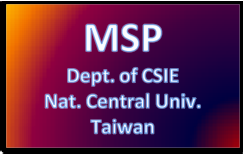 MSP
Dept. of CSIE
Nat. Central Univ.
Taiwan